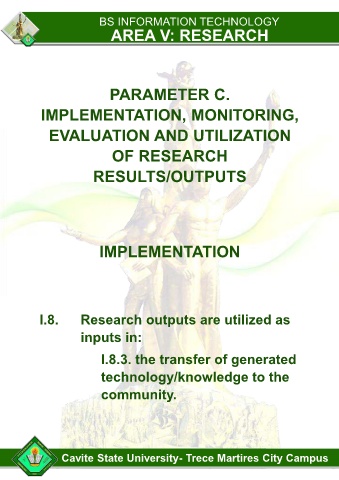 BS INFORMATION TECHNOLOGY
AREA V: RESEARCH
PARAMETER C.
IMPLEMENTATION, MONITORING,
EVALUATION AND UTILIZATION
OF RESEARCH
RESULTS/OUTPUTS
IMPLEMENTATION
I.8. Research outputs are utilized as
inputs in:
I.8.3. the transfer of generated
technology/knowledge to the
community.
Cavite State University- Trece Martires City Campus